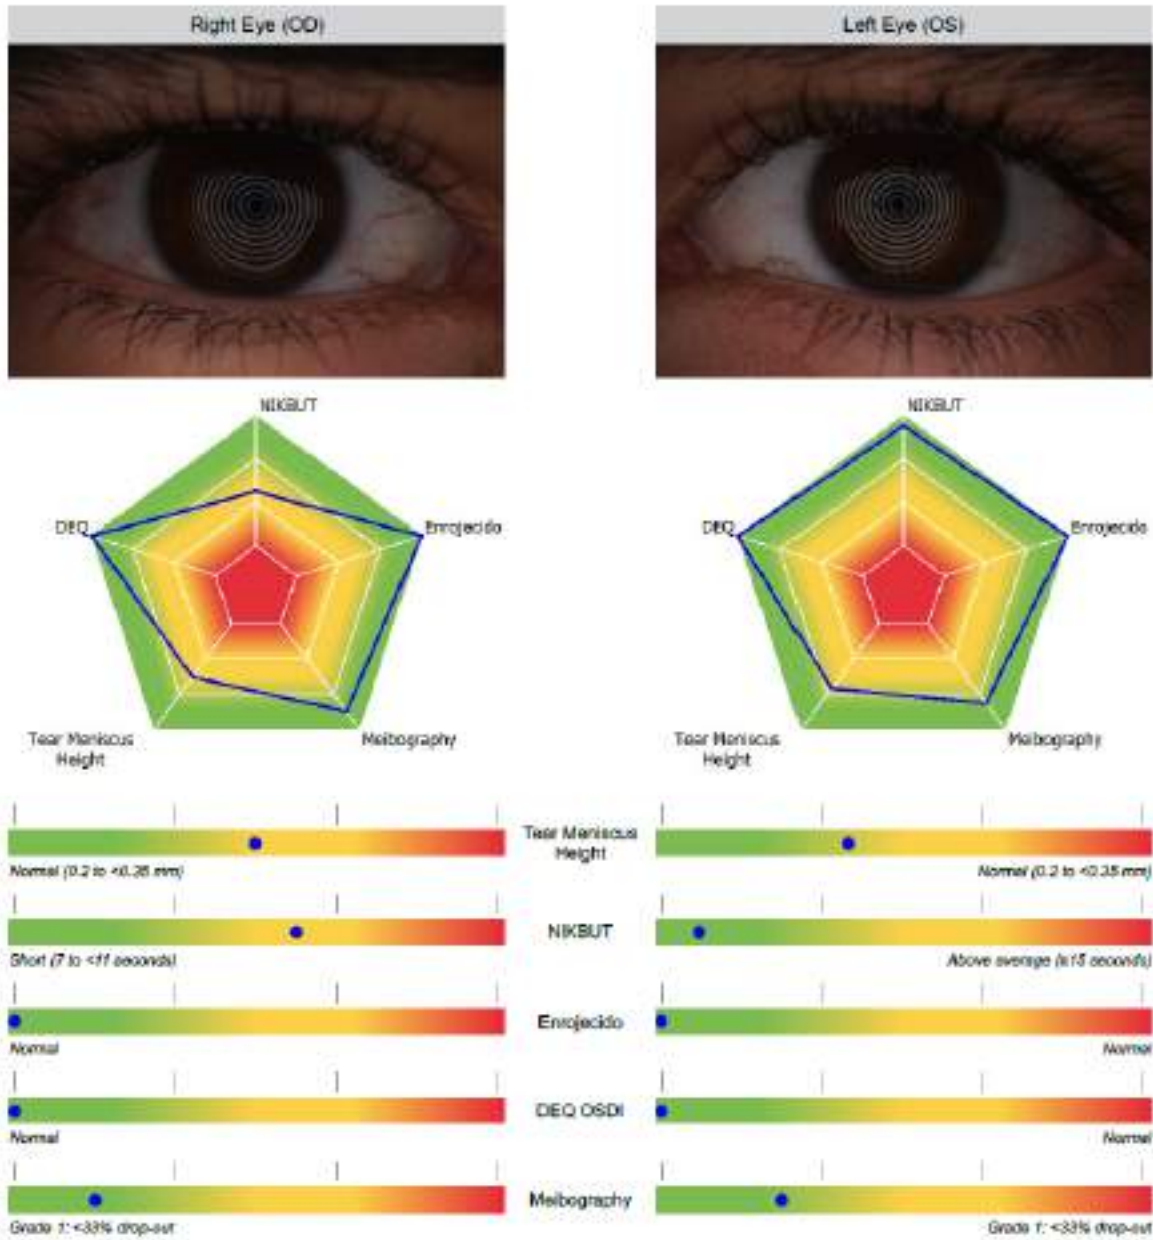 Right Eye (OD)
Left Eye (OS)
NIKBUT
DEQ
Enrojecido
Tear Meniscus
Height
Meibography
NIKBUT
DEQ
Enrojecido
Tear Meniscus
Height
Meibography
Tear Meniscus
Height
Normal (0.2 to <0.35 mm)
Normal (0.2 to <0.35 mm)
NIKBUT
Short (7 to <11 seconds)
Above average (≥15 seconds)
Enrojecido
Normal
Normal
DEQ OSDI
Normal
Normal
Meibography
Grade 1: <33% drop-out
Grade 1: <33% drop-out